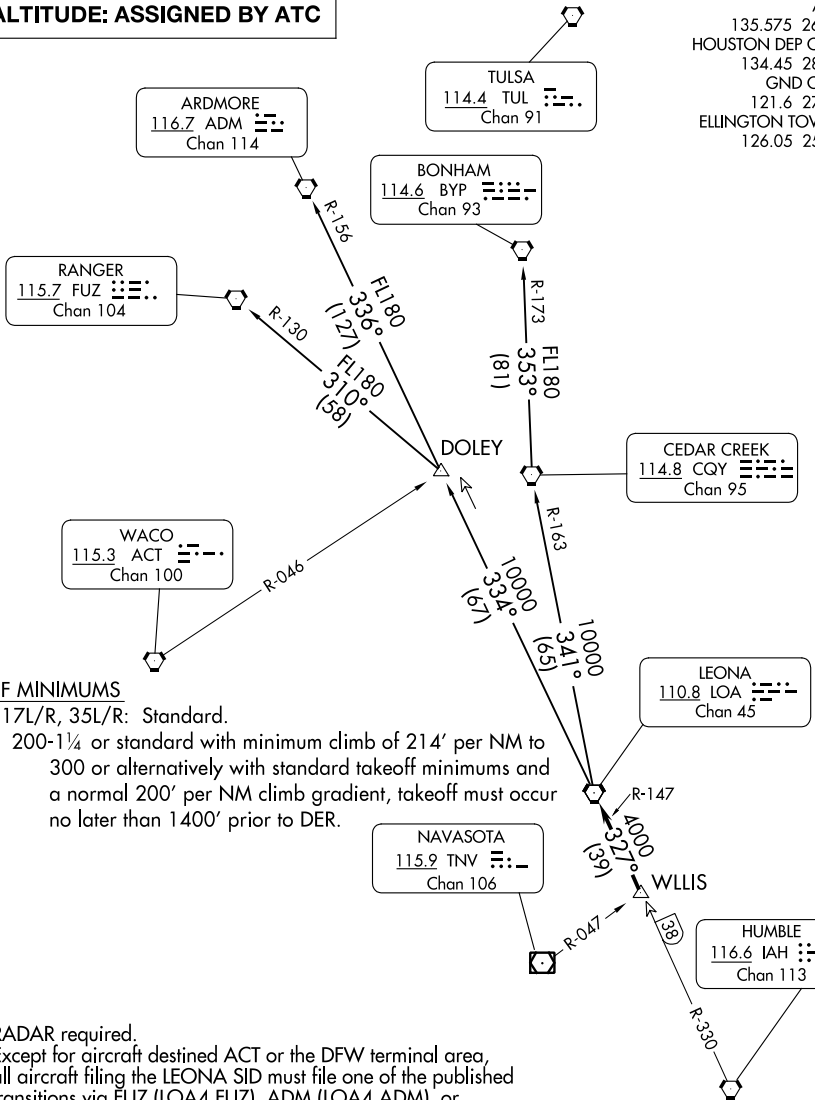 ALTITUDE: ASSIGNED BY ATC
135.575 26
HOUSTON DEP C
134.45 28
GND C
121.6 27
ELLINGTON TOW
126.05 25
TULSA
114.4 TUL
Chan 91
ARDMORE
116.7 ADM
Chan 114
BONHAM
114.6 BYP
Chan 93
R-156
RANGER
115.7 FUZ
Chan 104
R-173
R-130
FL180
336°
(127)
FL180
353°
(81)
FL180
310°
(58)
DOLEY
CEDAR CREEK
114.8 CQY
Chan 95
WACO
115.3 ACT
Chan 100
R-046
R-163
10000
334°
(67)
10000
341°
(65)
LEONA
110.8 LOA
Chan 45
F MINIMUMS
17L/R, 35L/R: Standard.
200-1¼ or standard with minimum climb of 214' per NM to
300 or alternatively with standard takeoff minimums and
a normal 200' per NM climb gradient, takeoff must occur
no later than 1400' prior to DER.
R-147
4000
327°
(39)
NAVASOTA
115.9 TNV
Chan 106
WLLIS
R-047
38
HUMBLE
116.6 IAH
Chan 113
R-330
RADAR required.
Except for aircraft destined ACT or the DFW terminal area,
all aircraft filing the LEONA SID must file one of the published
transitions via FUZ (LOA4.FUZ), ADM (LOA4.ADM), or